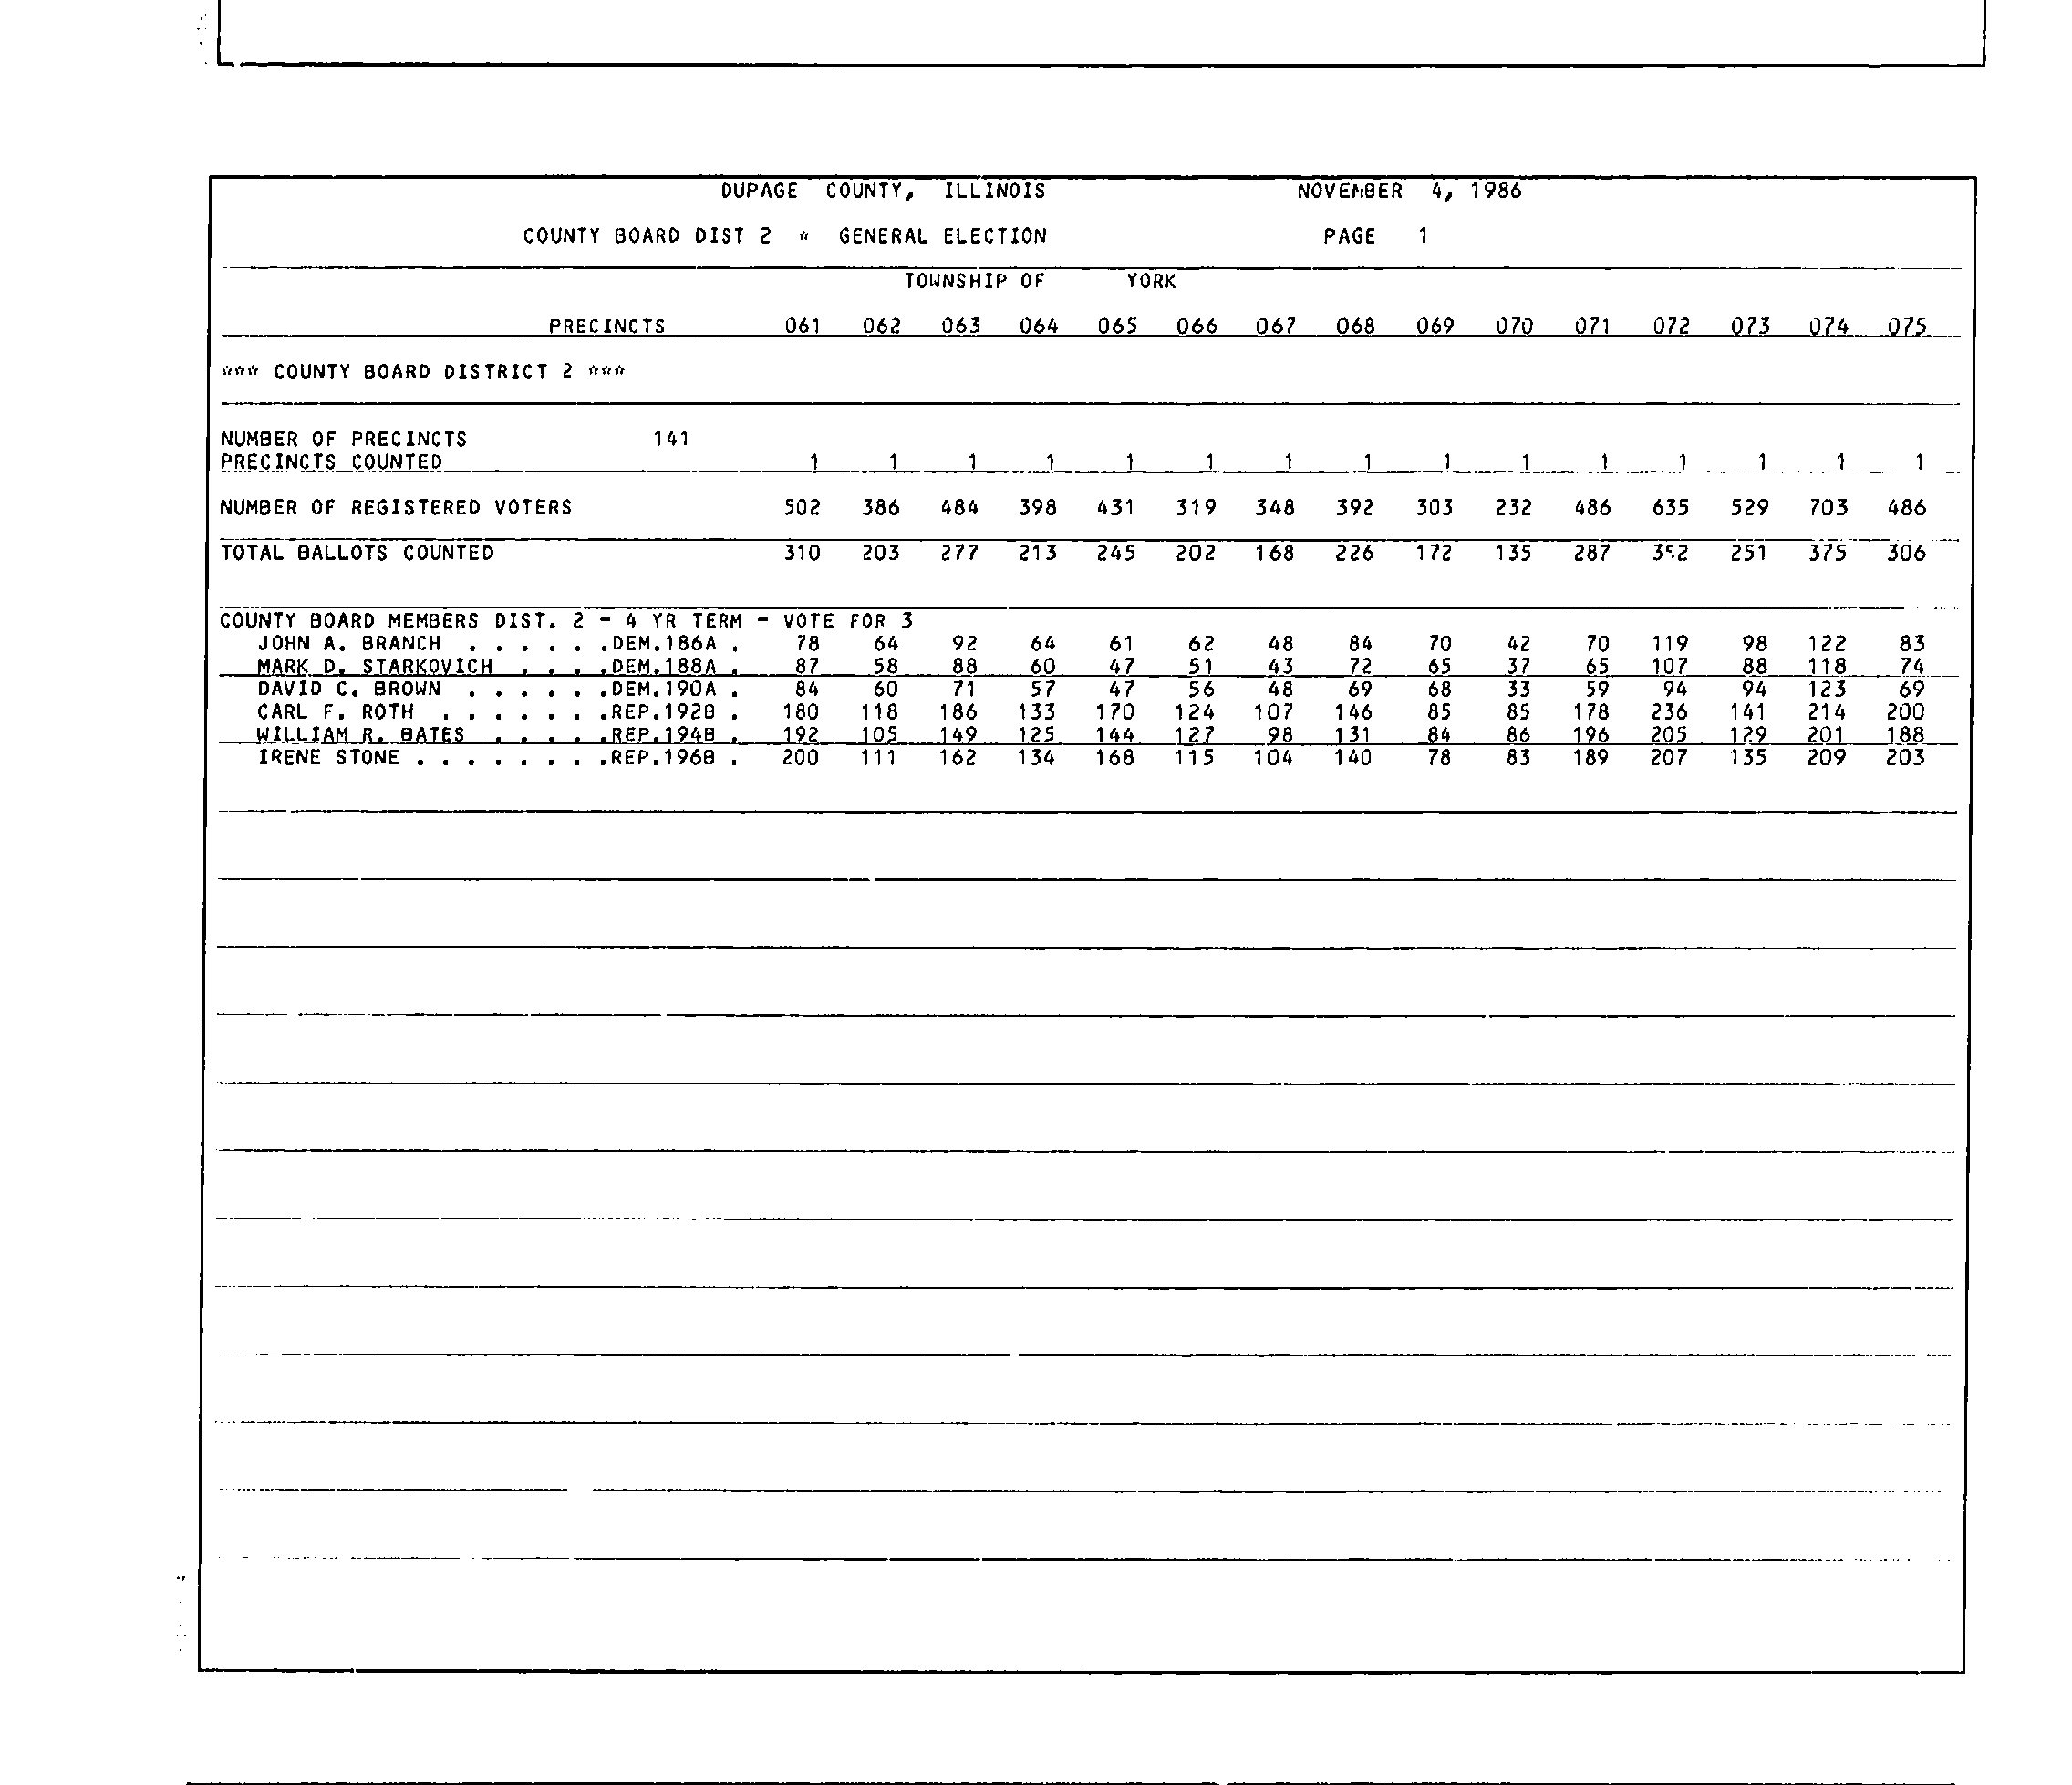 DUPAGE COUNTY, ILLINOIS NOVEMBER 4, 1986
COUNTY BOARD DIST 2 * GENERAL ELECTION PAGE 1
TOWNSHIP OF YORK
PRECINCTS 061 062 063 064 065 066 067 068 069 070 071 072 073 074 075
*** COUNTY BOARD DISTRICT 2 ***
NUMBER OF PRECINCTS 141
PRECINCTS COUNTED 1 1 1 1 1 1 1 1 1 1 1 1 1 1 1
NUMBER OF REGISTERED VOTERS 502 386 484 398 431 319 348 392 303 232 486 635 529 703 486
TOTAL BALLOTS COUNTED 310 203 277 213 245 202 168 226 172 135 287 251 375 306
COUNTY BOARD MEMBERS DIST. 2 - 4 YR TERM - VOTE FOR 3
JOHN A. BRANCH . . . . . .DEM.186A . 78 64 92 64 61 62 48 84 70 42 70 119 98 122 83
MARK D. STARKOVICH . . . .DEM.188A . 87 58 88 60 47 51 43 72 65 37 65 107 88 118 74
DAVID C. BROWN . . . . . .DEM.190A . 84 60 71 57 47 56 48 69 68 33 59 94 94 123 69
CARL F. ROTH . . . . . . .REP.192B . 180 118 186 133 170 124 107 146 85 85 178 236 141 214 200
WILLIAM R. BATES . . . . .REP.194B . 192 105 149 125 144 127 98 131 84 86 196 205 129 201 188
IRENE STONE . . . . . . . .REP.196B . 200 111 162 134 168 115 104 140 78 83 189 207 135 209 203